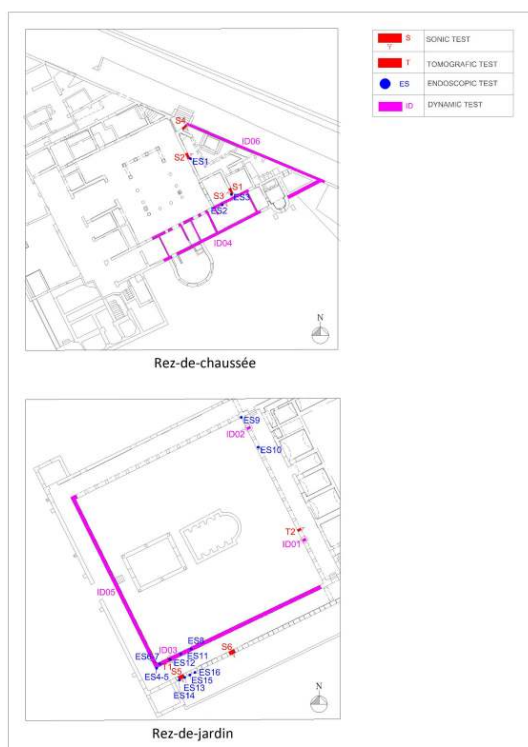 S SONIC TEST
T TOMOGRAFIC TEST
ES ENDOSCOPIC TEST
ID DYNAMIC TEST
S4
ID06
S2
ES1
S1
S3
ES3
ES2
ID04
N
Rez-de-chaussée
ES9
ID02
ES10
T2
ID01
ID05
ES8
ID03
S6
ES6-7
ES11
T1
ES12
ES4-5
S5
ES16
ES15
ES13
ES14
N
Rez-de-jardin